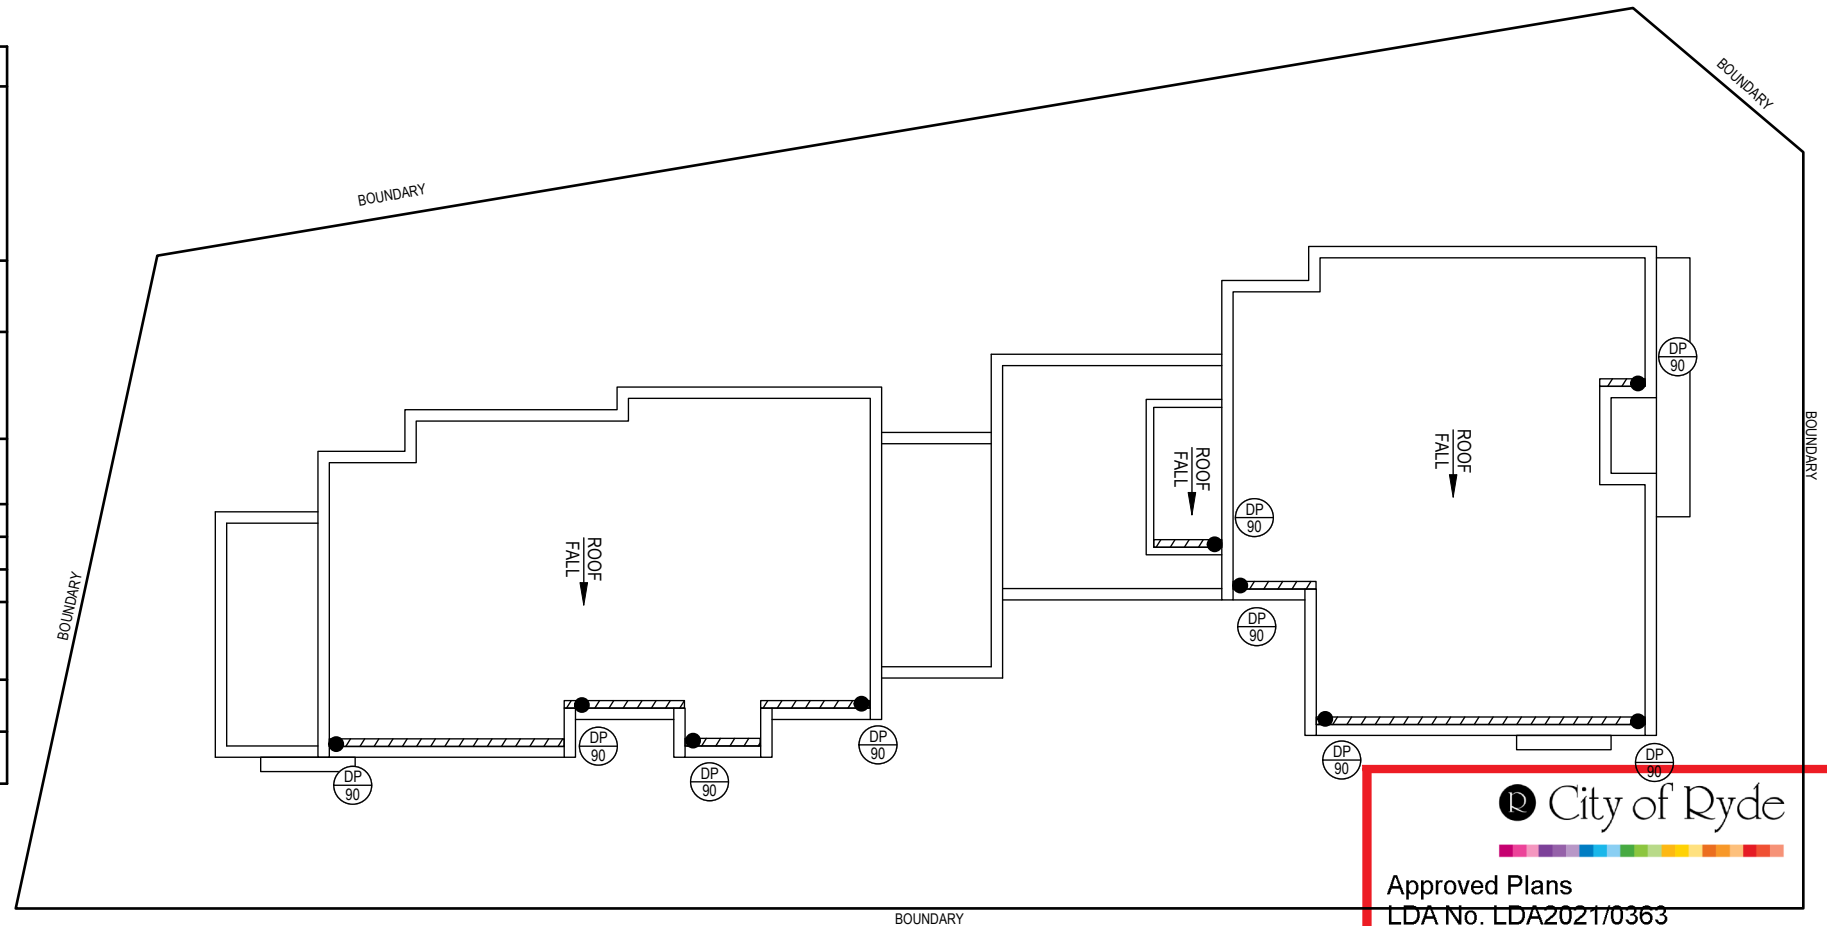 BOUNDARY
BOUNDARY
DP
90
BOUNDARY
ROOF
FALL
ROOF
FALL
DP
90
ROOF
FALL
BOUNDARY
DP
90
DP
90
DP
90
DP
90
DP
90
DP
90
DP
90
R City of Ryde
Approved Plans
LDA No. LDA2021/0363
BOUNDARY